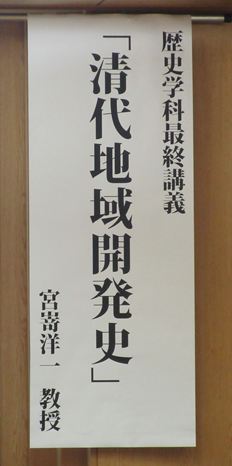 歴史学科最終講義
「清代地域開発史」
宮嵜洋一 教授